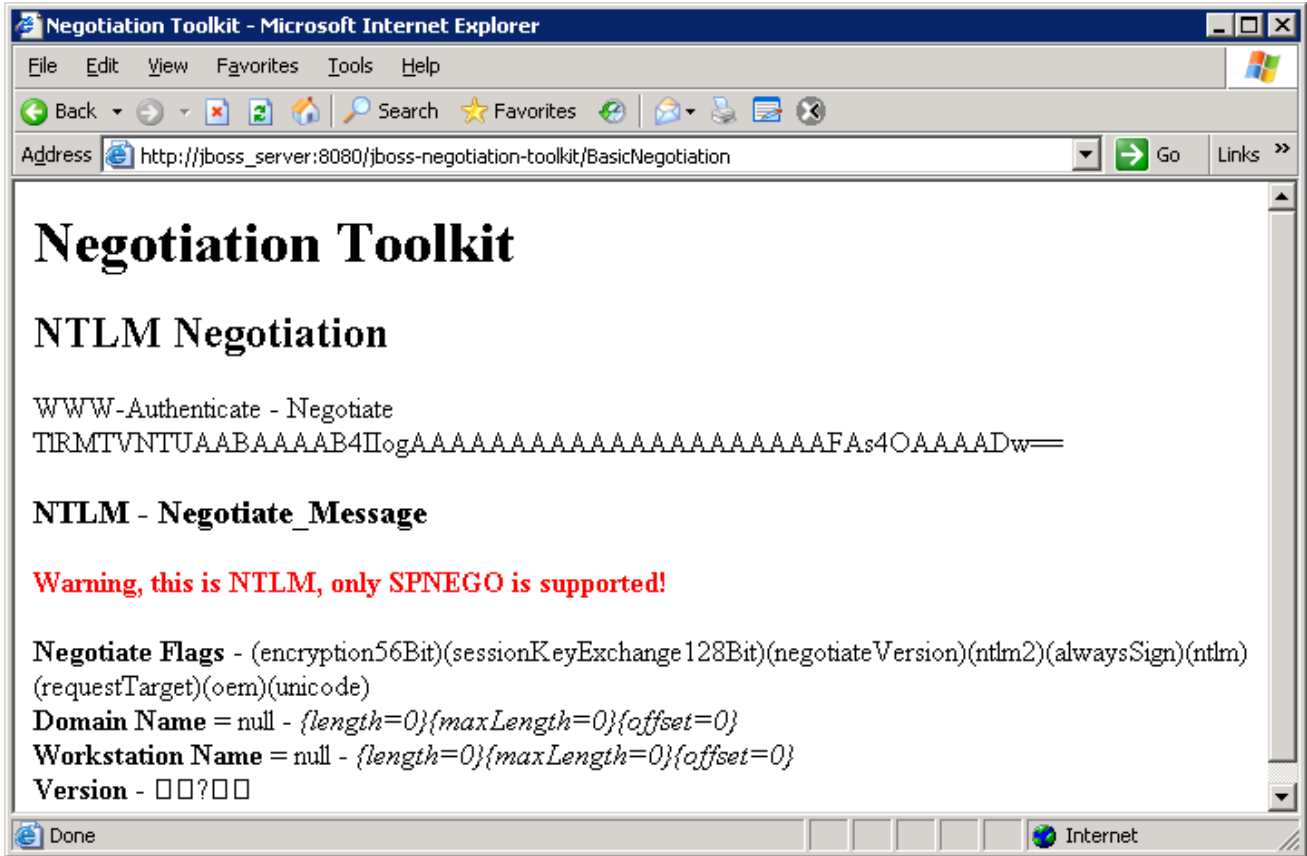 Negotiation Toolkit - Microsoft Internet Explorer
File Edit View Favorites Tools Help
Back Search Favorites
Address http://jboss_server:8080/jboss-negotiation-toolkit/BasicNegotiation Go Links »
Negotiation Toolkit
NTLM Negotiation
WWW-Authenticate - Negotiate
TlRMTVNTUAABAAAAB4IIogAAAAAAAAAAAAAAAAAAAAAFAs4OAAAADw==
NTLM - Negotiate_Message
Warning, this is NTLM, only SPNEGO is supported!
Negotiate Flags - (encryption56Bit)(sessionKeyExchange128Bit)(negotiateVersion)(ntlm2)(alwaysSign)(ntlm)
(requestTarget)(oem)(unicode)
Domain Name = null - {length=0}{maxLength=0}{offset=0}
Workstation Name = null - {length=0}{maxLength=0}{offset=0}
Version - □□?□□
Done Internet